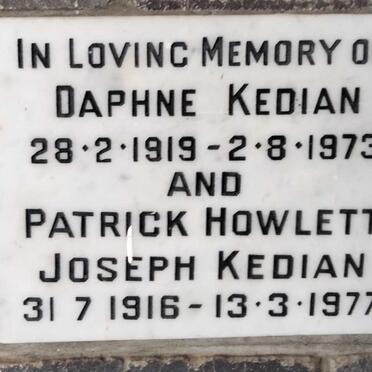 IN LOVING MEMORY O
DAPHNE KEDIAN
28·2·1919-2·8·1973
AND
PATRICK HOWLETT
JOSEPH KEDIAN
31 7 1916-13·3·1977